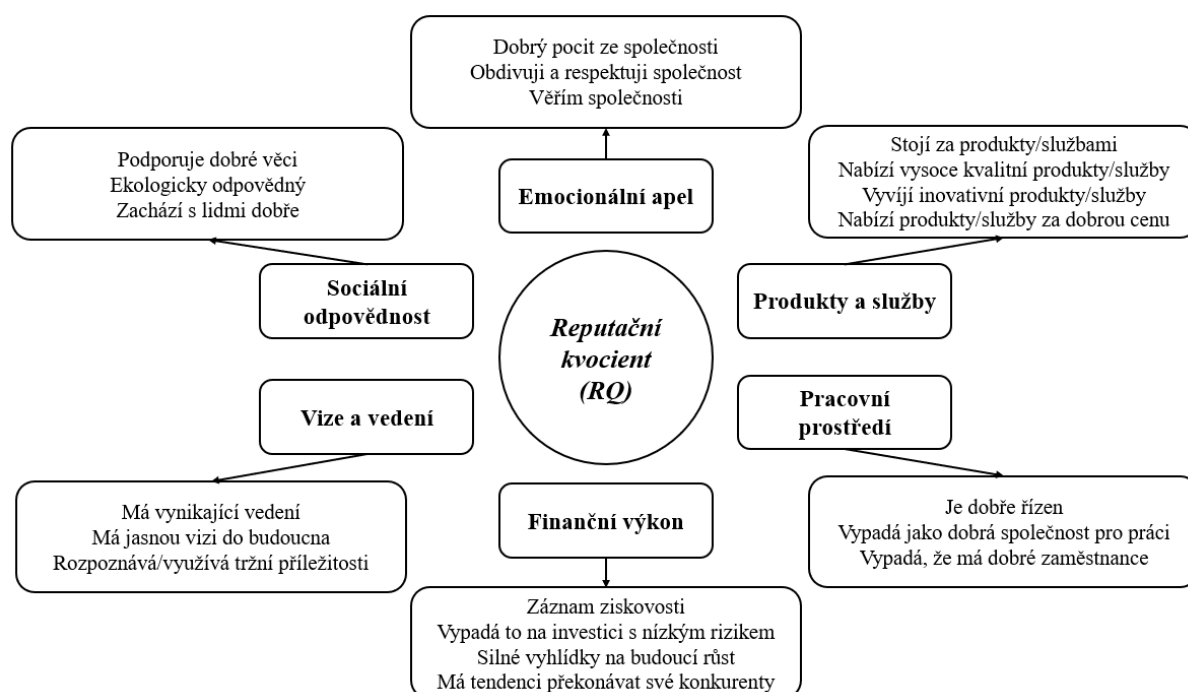 Dobrý pocit ze společnosti
Obdivuji a respektuji společnost
Věřím společnosti
Emocionální apel
Podporuje dobré věci
Ekologicky odpovědný
Zachází s lidmi dobře
Sociální
odpovědnost
Stojí za produkty/službami
Nabízí vysoce kvalitní produkty/služby
Vyvíjí inovativní produkty/služby
Nabízí produkty/služby za dobrou cenu
Produkty a služby
Reputační
kvocient
(RQ)
Vize a vedení
Má vynikající vedení
Má jasnou vizi do budoucna
Rozpoznává/využívá tržní příležitosti
Pracovní
prostředí
Je dobře řízen
Vypadá jako dobrá společnost pro práci
Vypadá, že má dobré zaměstnance
Finanční výkon
Záznam ziskovosti
Vypadá to na investici s nízkým rizikem
Silné vyhlídky na budoucí růst
Má tendenci překonávat své konkurenty